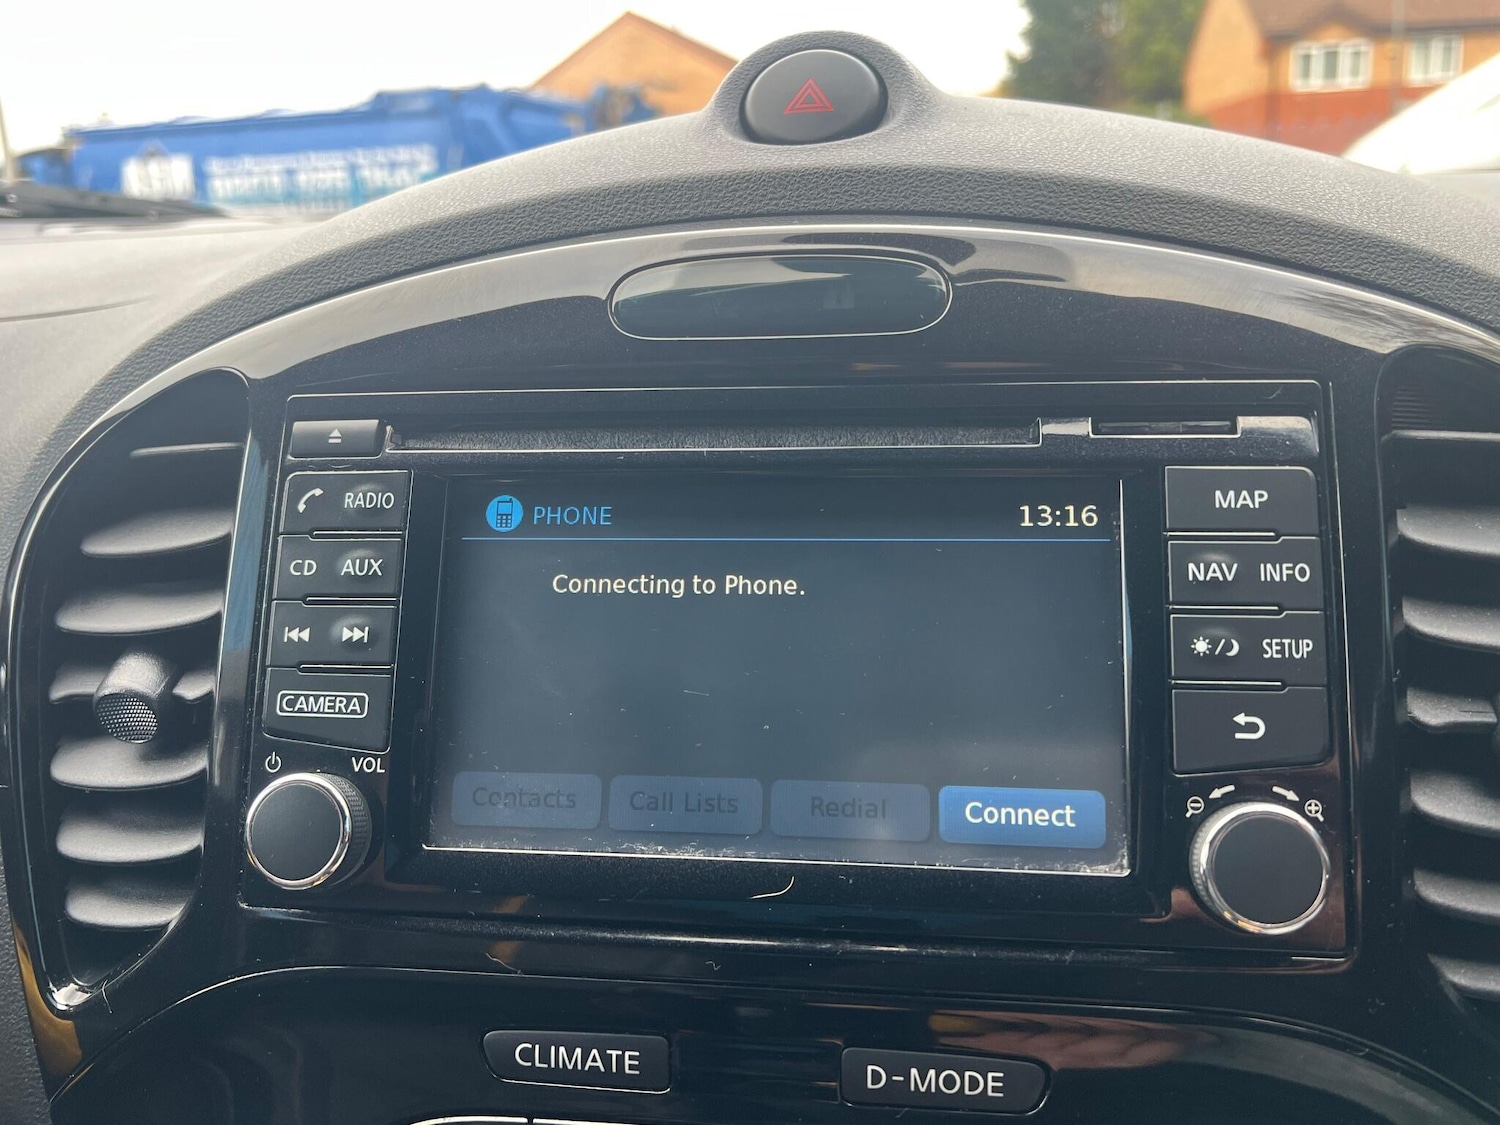 RADIO
CD AUX
CAMERA
VOL
PHONE 13:16
Connecting to Phone.
Contacts Call Lists Redial Connect
MAP
NAV INFO
SETUP
CLIMATE
D-MODE